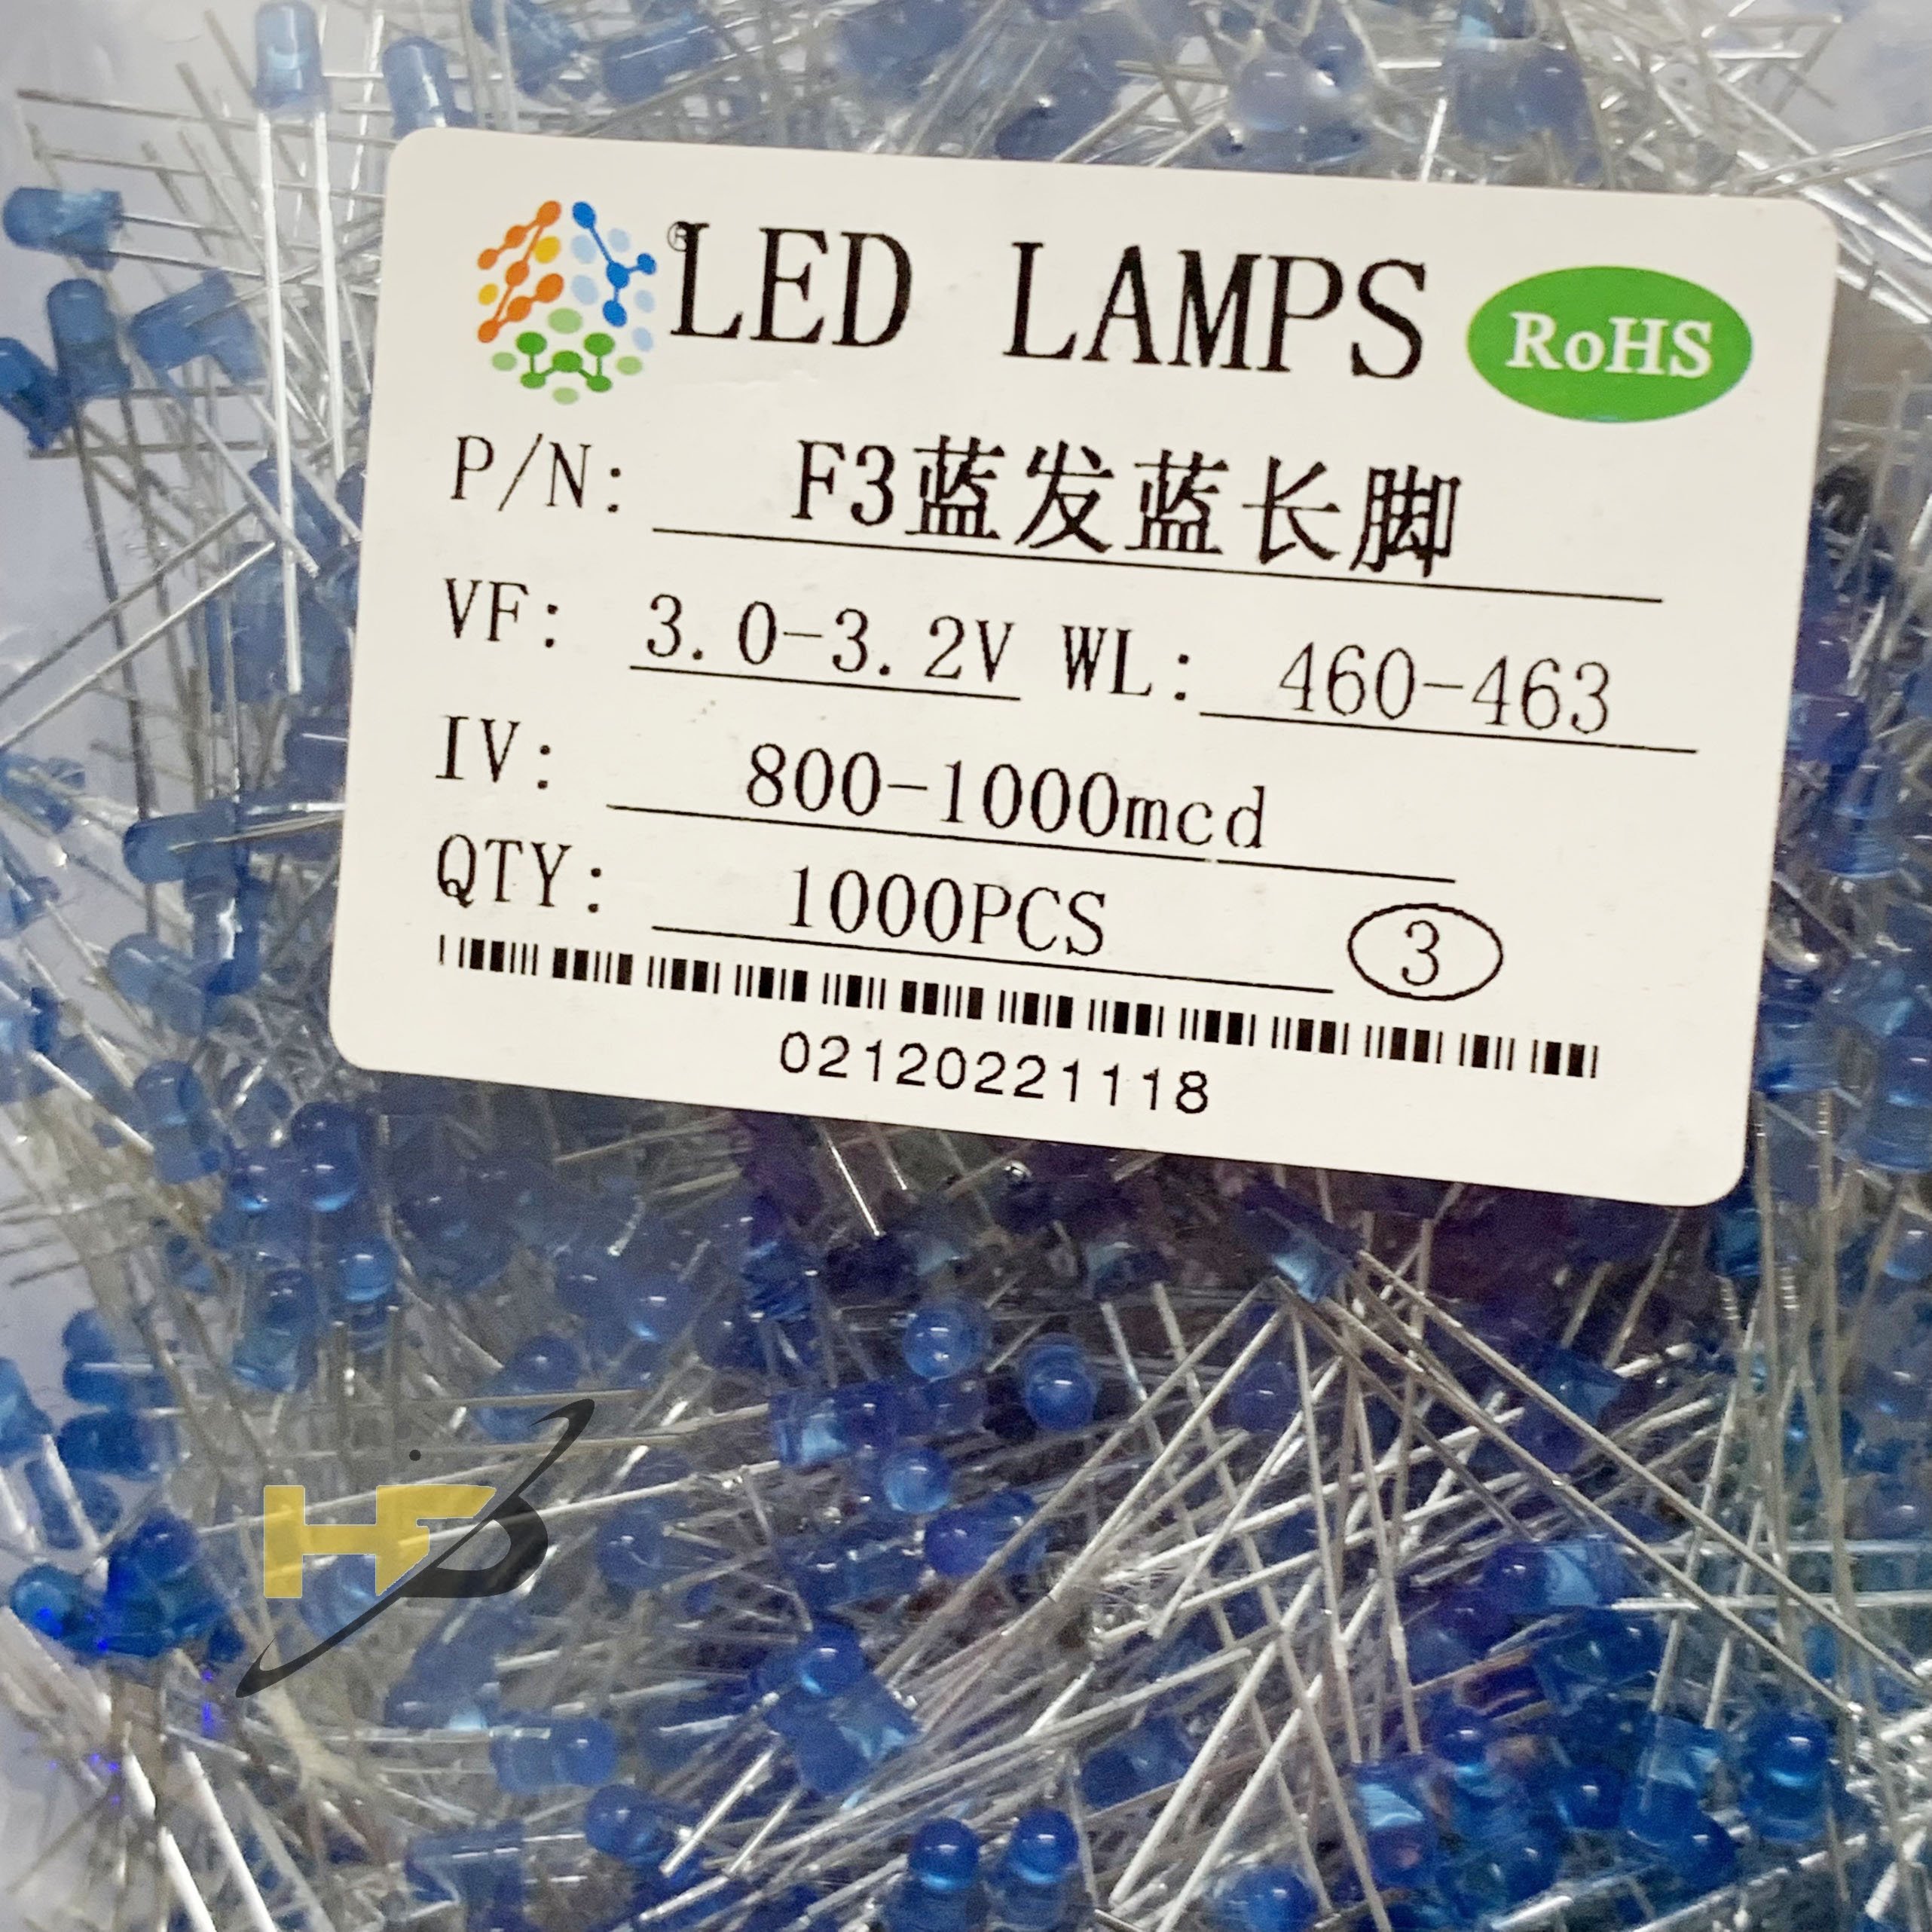 ® LED LAMPS RoHS
P/N: F3蓝发蓝长脚
VF: 3.0-3.2V WL: 460-463
IV: 800-1000mcd
QTY: 1000PCS 3
02120221118
HB